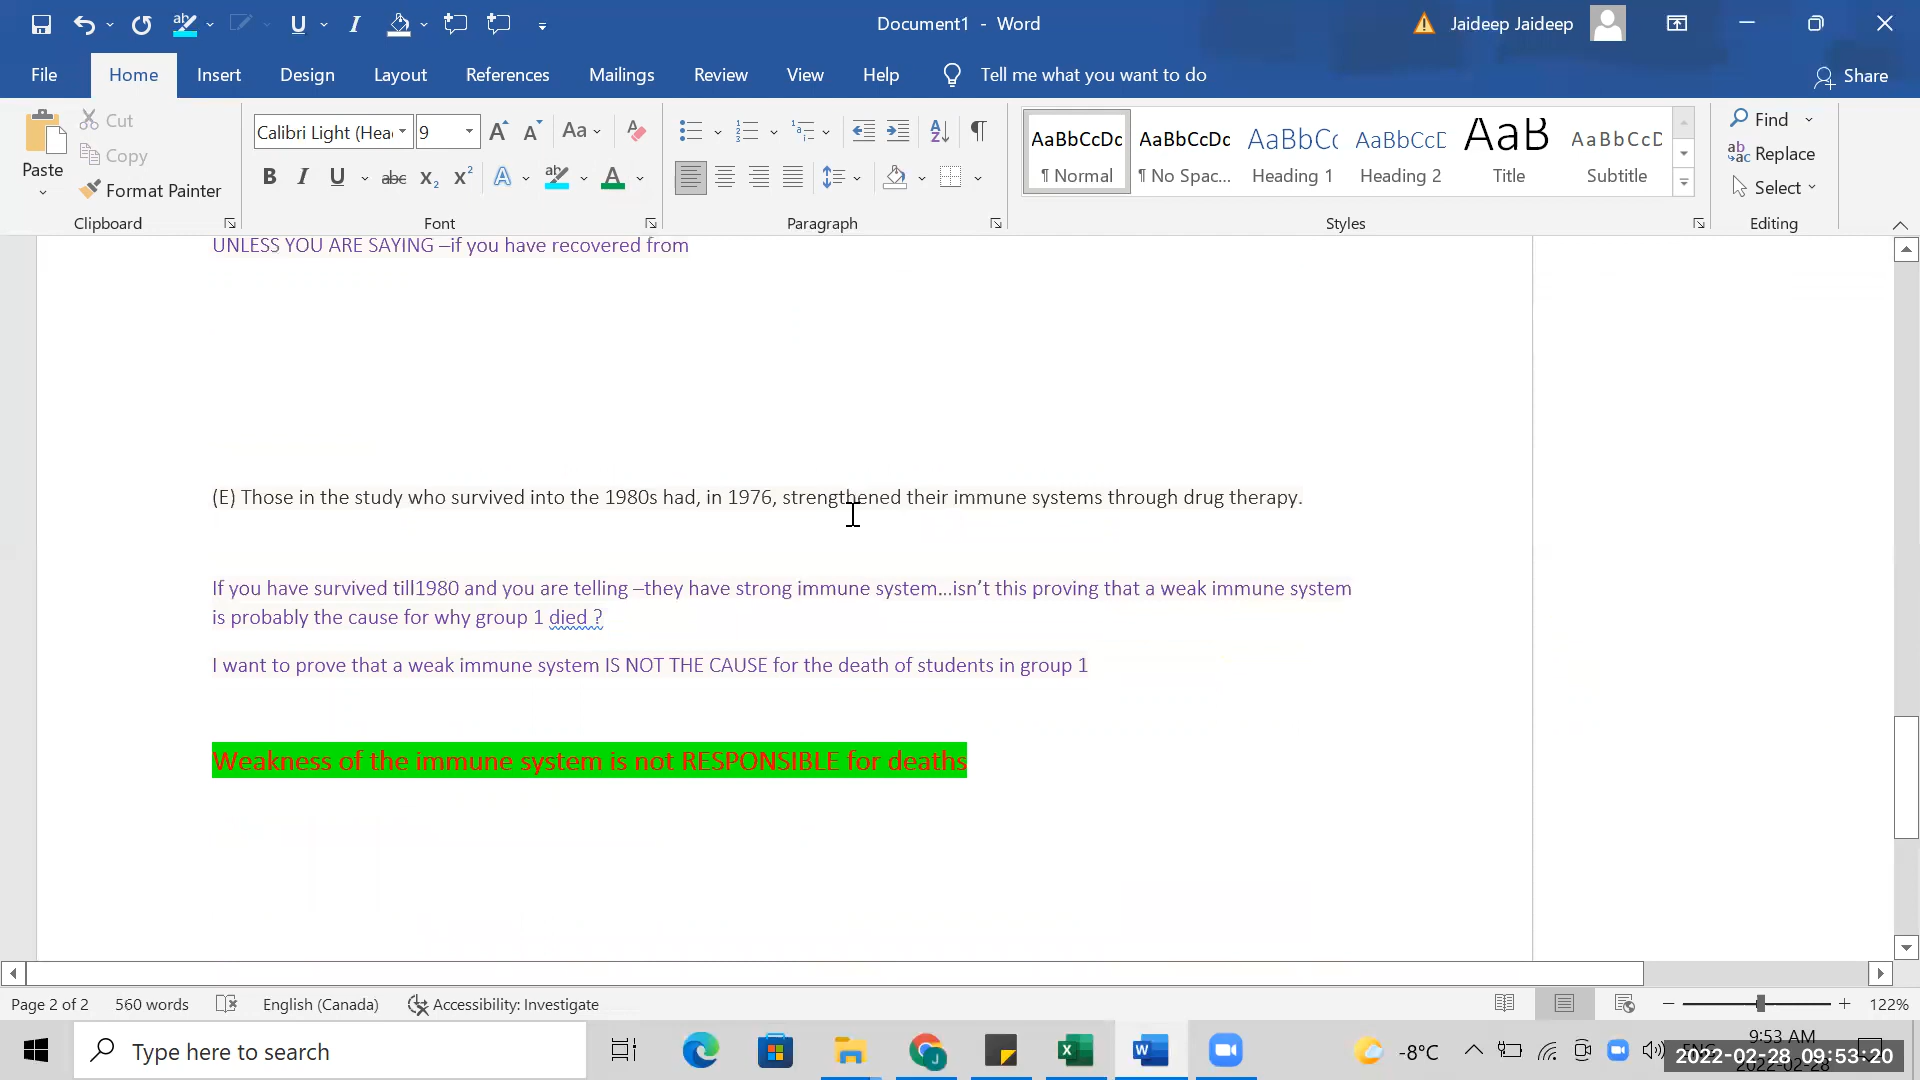 Document1 - Word
Jaideep Jaideep
File Home Insert Design Layout References Mailings Review View Help Tell me what you want to do Share
Paste Cut Copy Format Painter
Clipboard
Calibri Light (Hea 9
Font
Paragraph
AaBbCcDc ¶ Normal
AaBbCcDc ¶ No Spac...
AaBbCc Heading 1
AaBbCcD Heading 2
AaB Title
AaBbCcD Subtitle
Styles
Find
Replace
Select
Editing
UNLESS YOU ARE SAYING –if you have recovered from
(E) Those in the study who survived into the 1980s had, in 1976, strengthened their immune systems through drug therapy.
If you have survived till1980 and you are telling –they have strong immune system...isn't this proving that a weak immune system
is probably the cause for why group 1 died ?
I want to prove that a weak immune system IS NOT THE CAUSE for the death of students in group 1
Weakness of the immune system is not RESPONSIBLE for deaths
Page 2 of 2 560 words English (Canada) Accessibility: Investigate 122%
Type here to search
-8°C
9:53 AM
2022-02-28 09:53:20